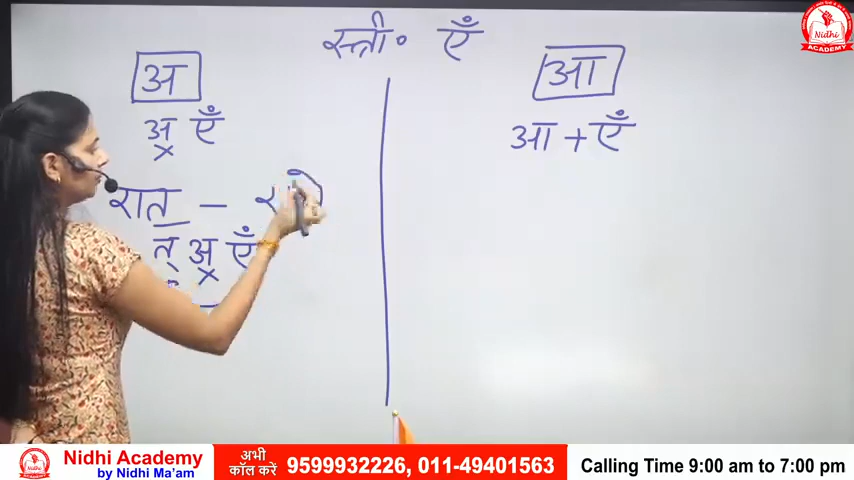 स्त्री॰ एँ
अ
अ एँ
×
रात –
त् अ एँ
×
आ
आ + एँ
Nidhi
ACADEMY
Nidhi Academy
by Nidhi Ma'am
अभी
कॉल करें
9599932226, 011-49401563
Calling Time 9:00 am to 7:00 pm